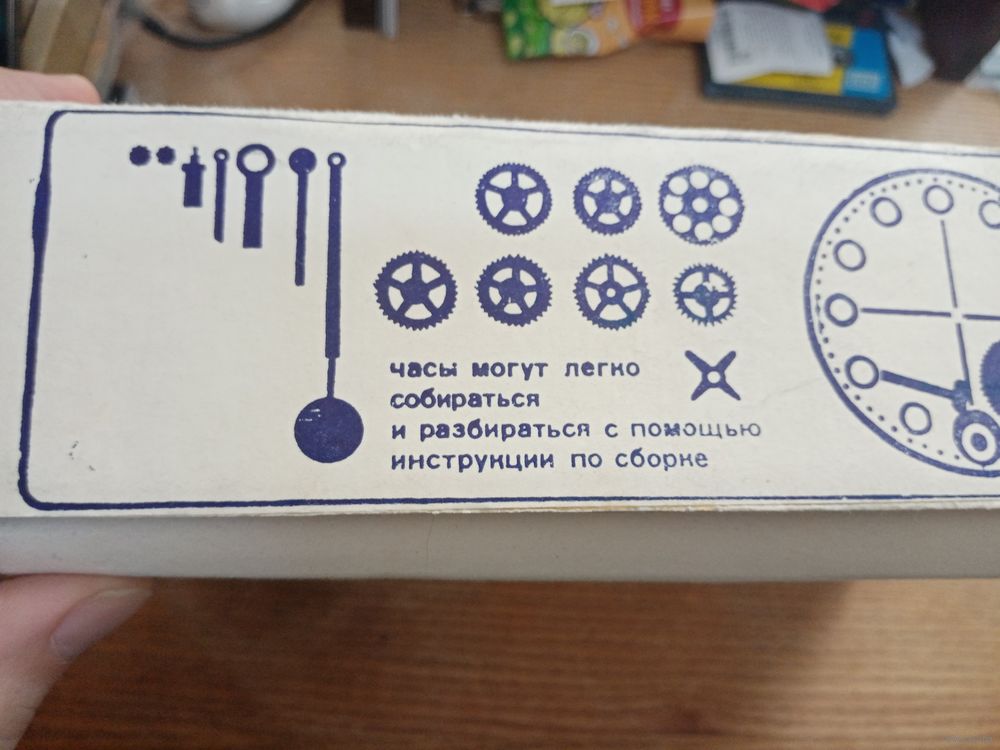 часы могут легко
собираться
и разбираться с помощью
инструкции по сборке